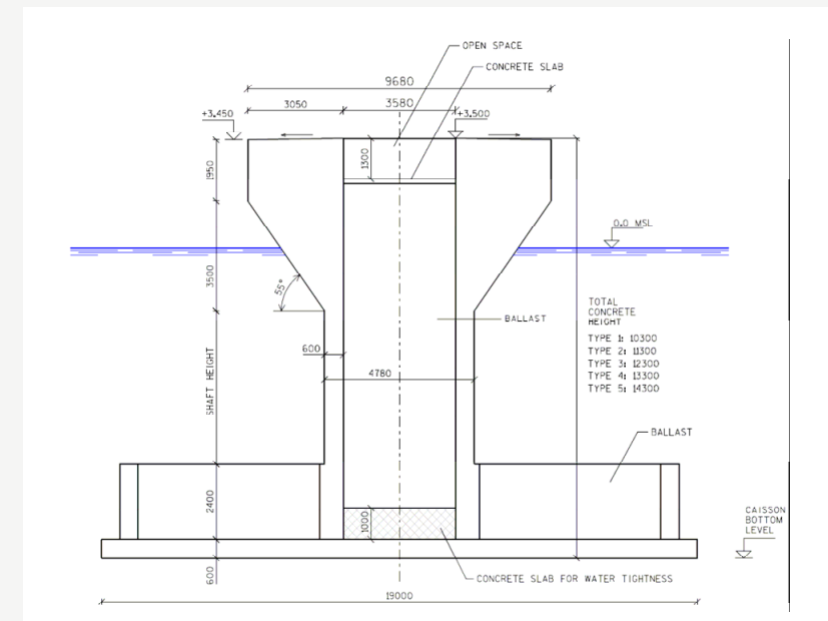 OPEN SPACE
CONCRETE SLAB
9680
3050
3580
+3.450
+3.500
1300
1950
0.0 MSL
3500
55°
TOTAL
CONCRETE
HEIGHT
TYPE 1: 10300
TYPE 2: 11300
TYPE 3: 12300
TYPE 4: 13300
TYPE 5: 14300
BALLAST
600
4780
SHAFT HEIGHT
BALLAST
2400
1000
CAISSON
BOTTOM
LEVEL
600
CONCRETE SLAB FOR WATER TIGHTNESS
19000